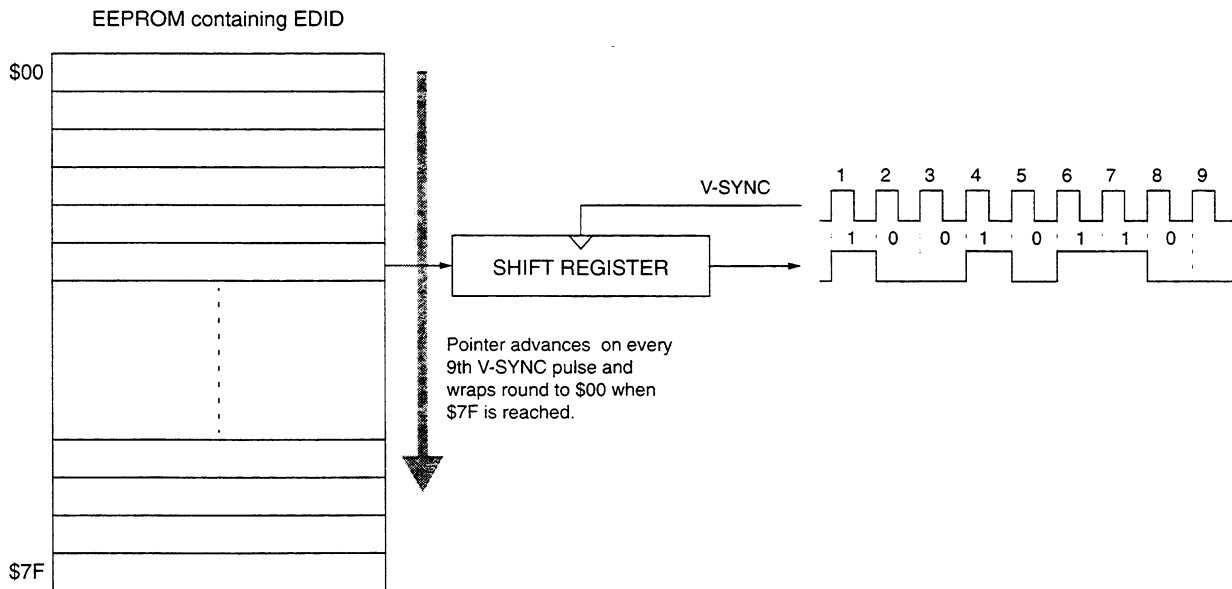 EEPROM containing EDID
$00
V-SYNC
1 2 3 4 5 6 7 8 9
1 0 0 1 0 1 1 0
SHIFT REGISTER
Pointer advances on every
9th V-SYNC pulse and
wraps round to $00 when
$7F is reached.
$7F